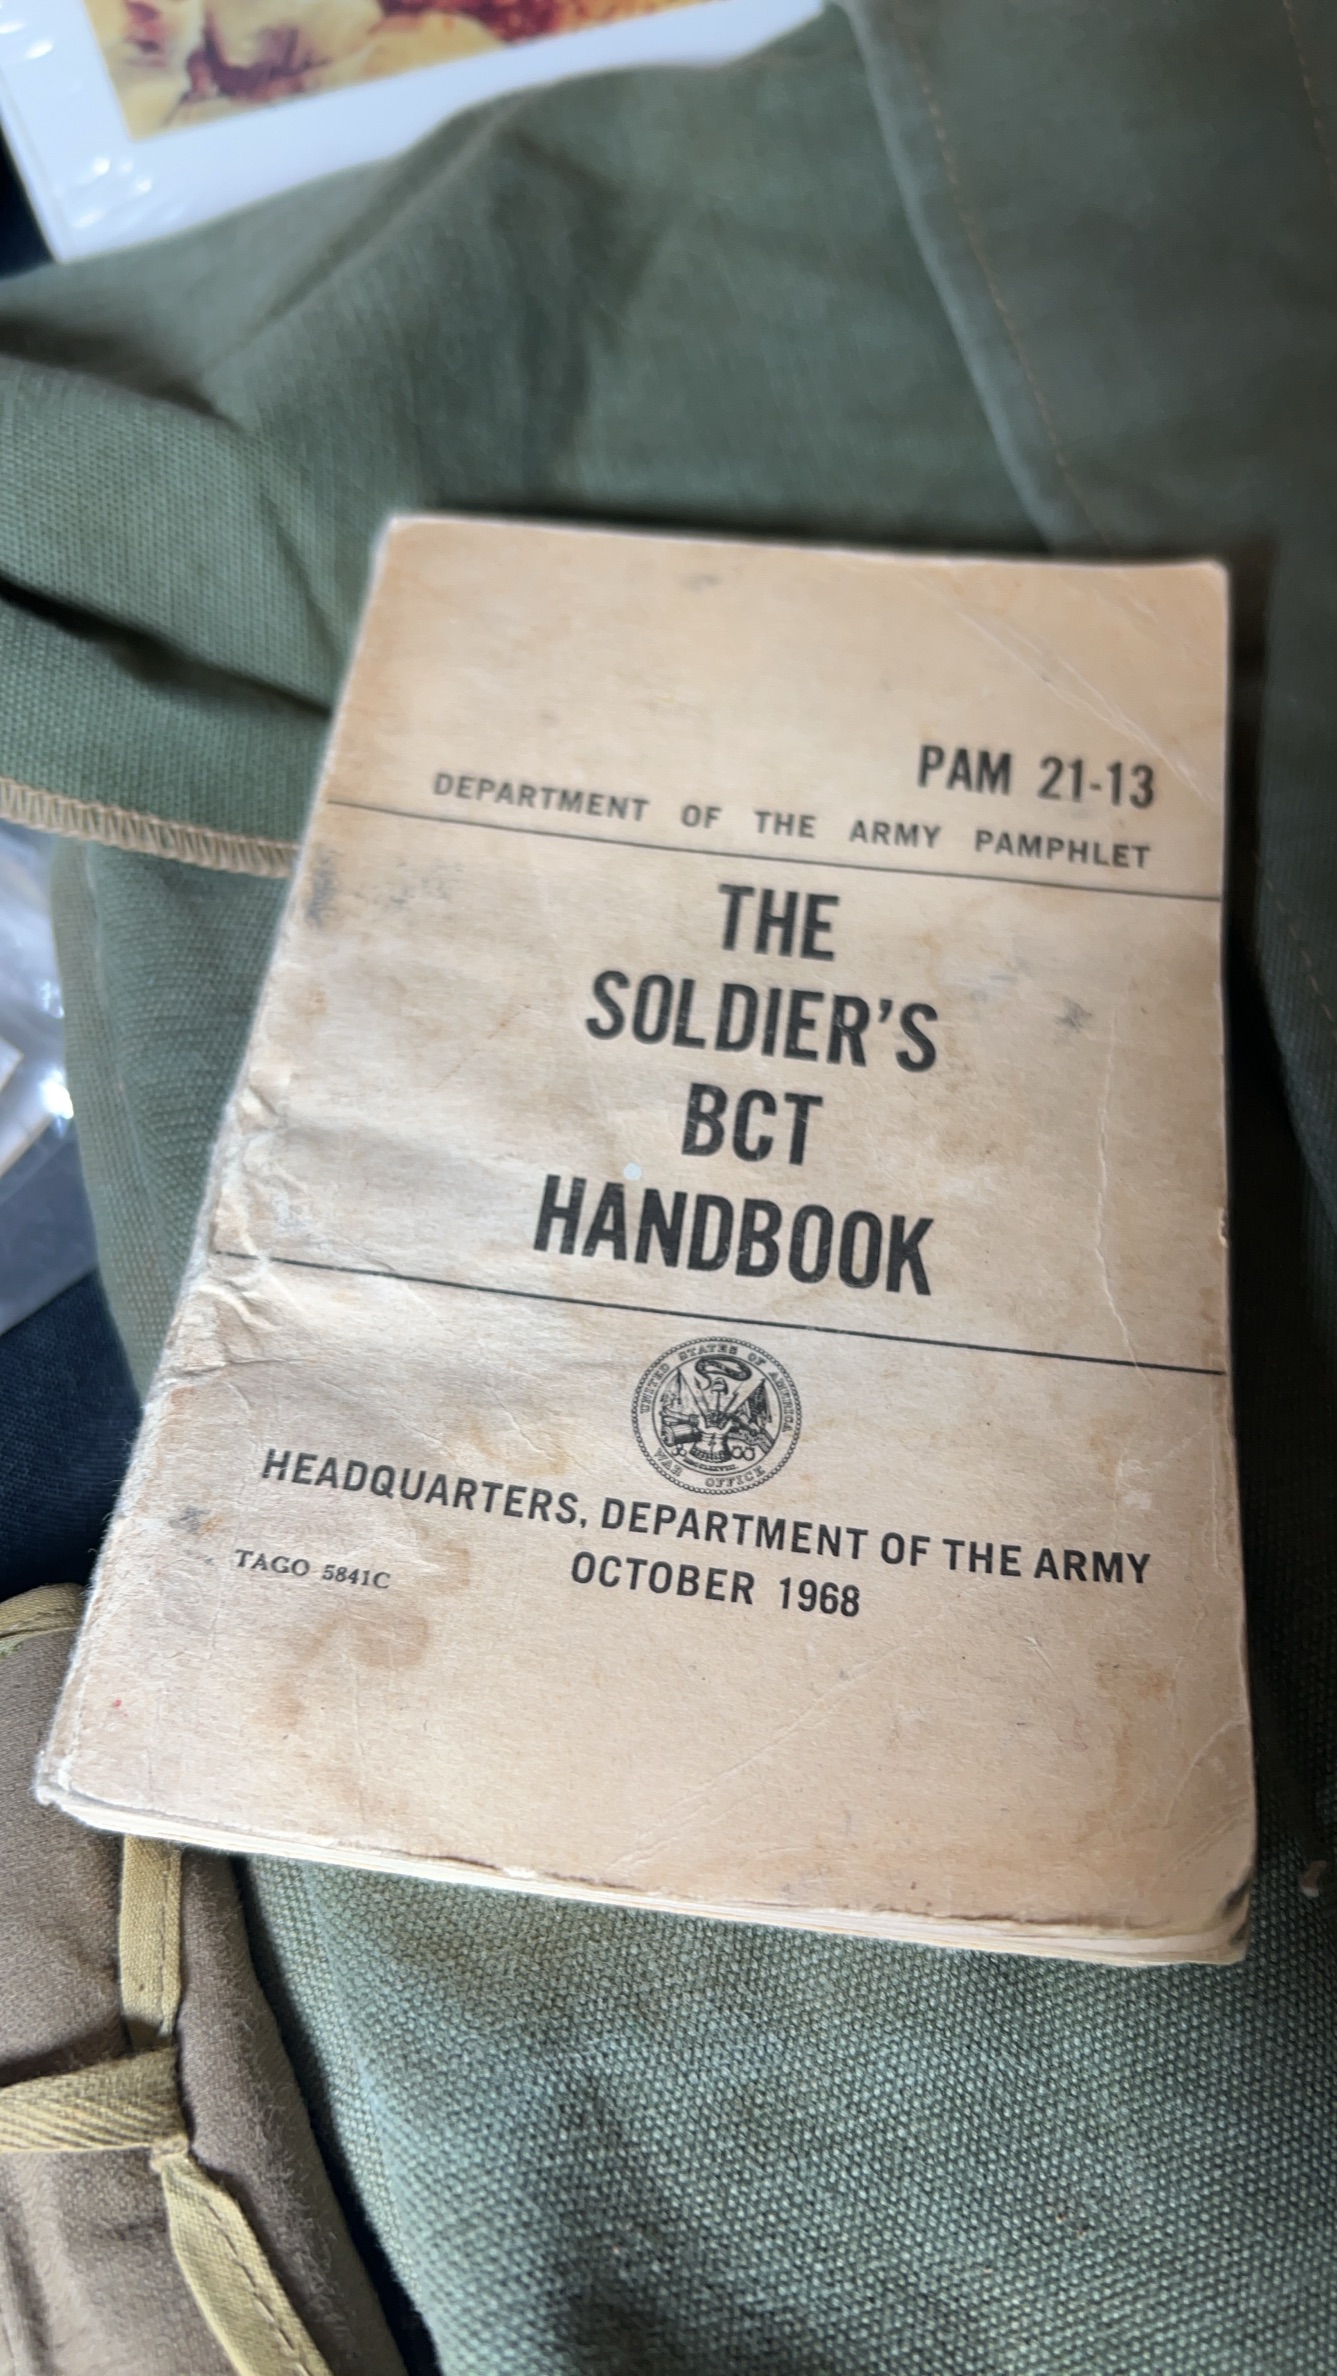 PAM 21-13
DEPARTMENT OF THE ARMY PAMPHLET
THE
SOLDIER'S
BCT
HANDBOOK
UNITED STATES OF AMERICA
WAR OFFICE
HEADQUARTERS, DEPARTMENT OF THE ARMY
TAGO 5841C
OCTOBER 1968